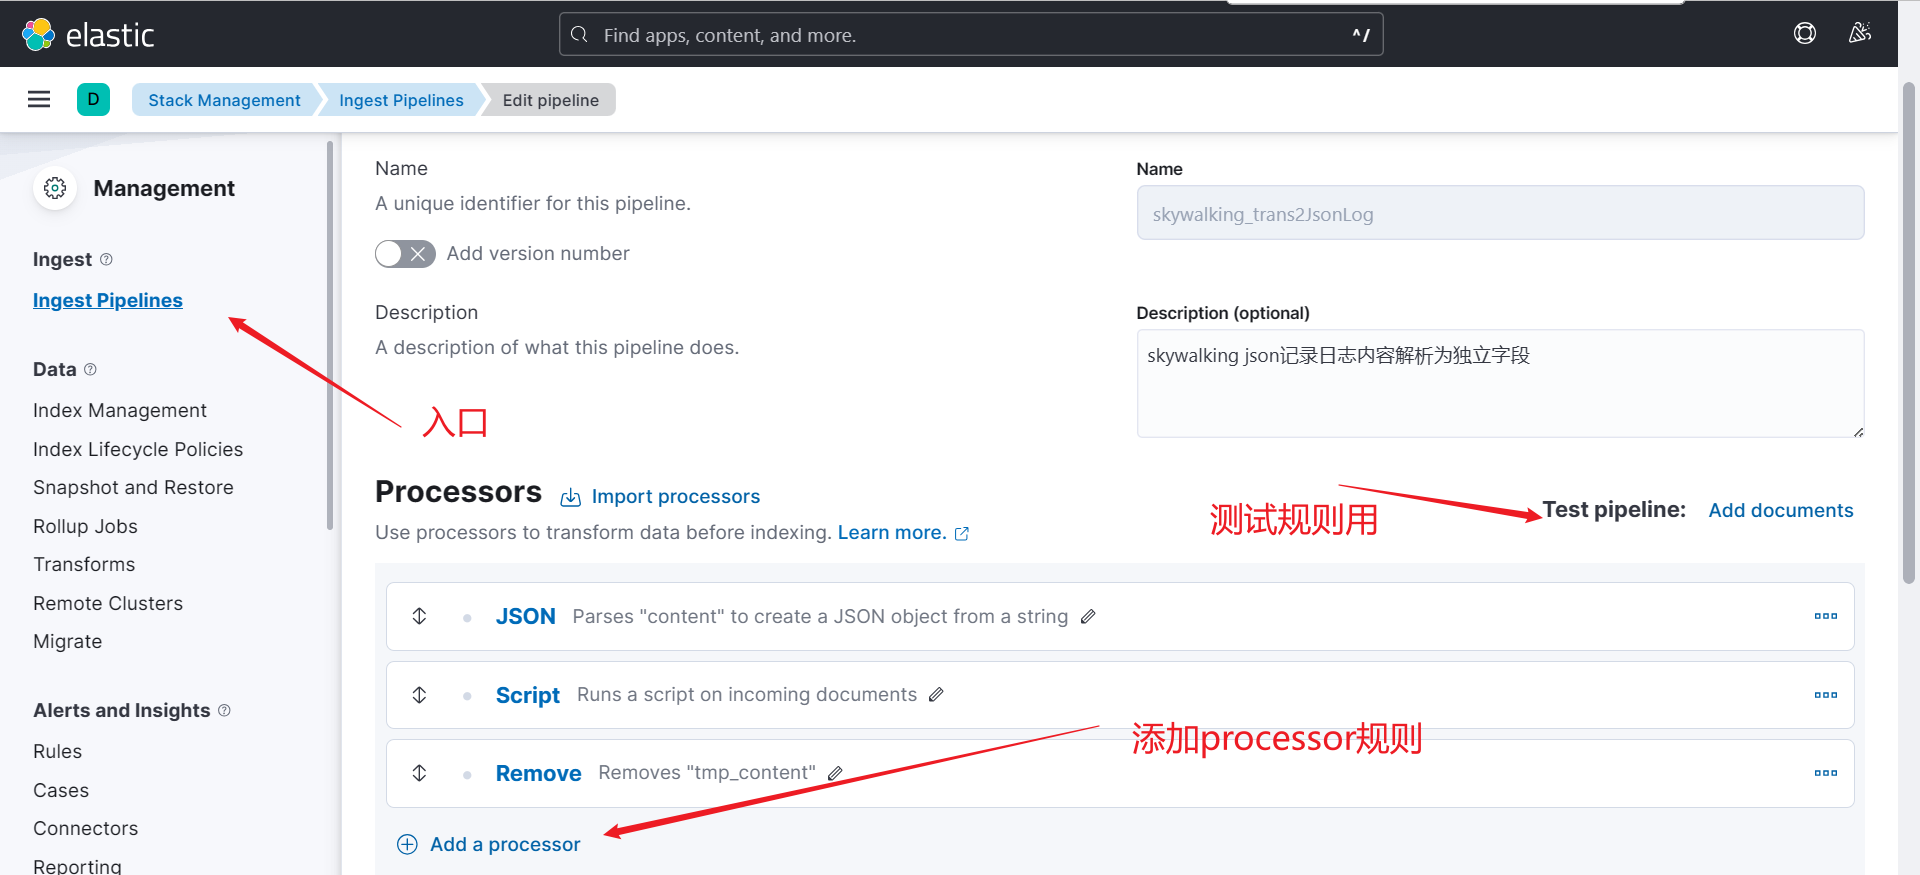 elastic
Find apps, content, and more.
^/
D
Stack Management
Ingest Pipelines
Edit pipeline
Management
Ingest
Ingest Pipelines
Data
Index Management
Index Lifecycle Policies
Snapshot and Restore
Rollup Jobs
Transforms
Remote Clusters
Migrate
Alerts and Insights
Rules
Cases
Connectors
Reporting
入口
Name
A unique identifier for this pipeline.
Add version number
Name
skywalking_trans2JsonLog
Description
A description of what this pipeline does.
Description (optional)
skywalking json记录日志内容解析为独立字段
Processors
Import processors
Use processors to transform data before indexing. Learn more.
测试规则用
Test pipeline:
Add documents
JSON Parses "content" to create a JSON object from a string
Script Runs a script on incoming documents
添加processor规则
Remove Removes "tmp_content"
Add a processor